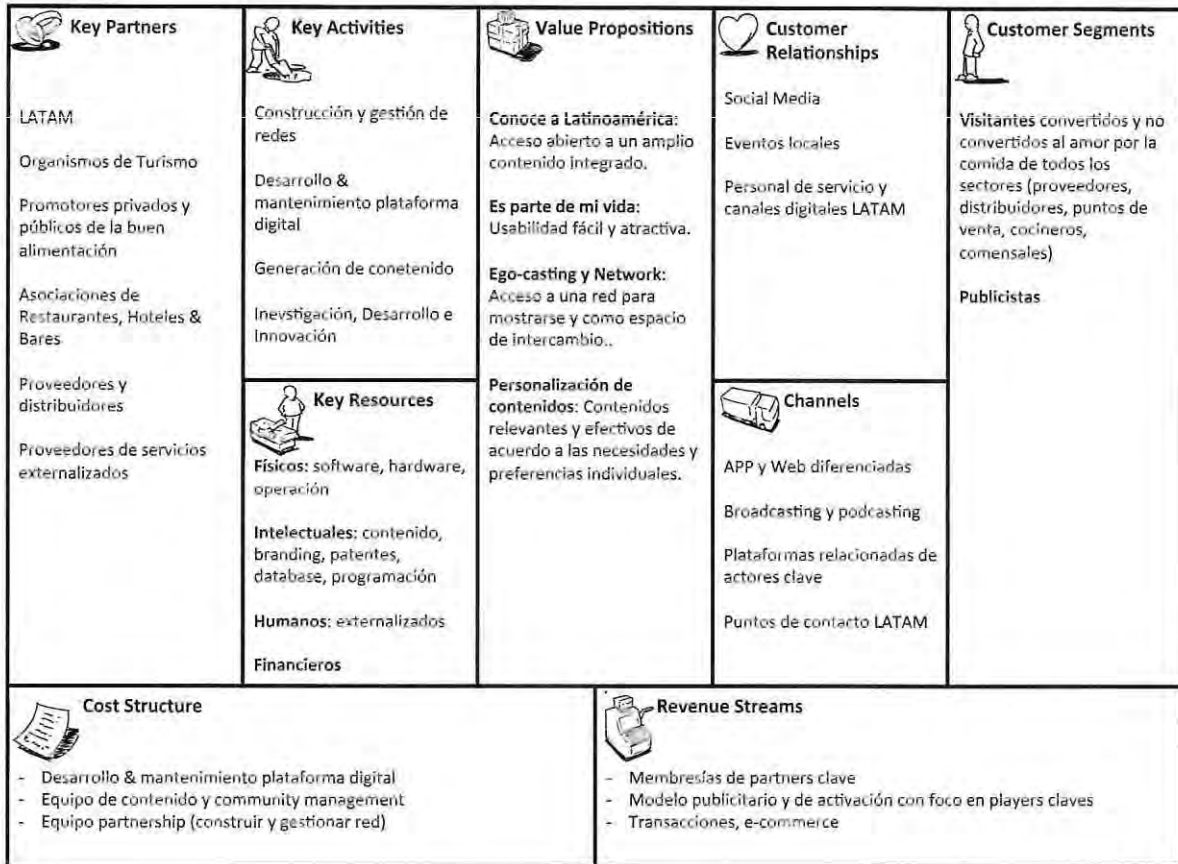 Key Partners
LATAM
Organismos de Turismo
Promotores privados y
públicos de la buen
alimentación
Asociaciones de
Restaurantes, Hoteles &
Bares
Proveedores y
distribuidores
Proveedores de servicios
externalizados
Key Activities
Construcción y gestión de
redes
Desarrollo &
mantenimiento plataforma
digital
Generación de conetenido
Inevstigación, Desarrollo e
Innovación
Key Resources
Físicos: software, hardware,
operación
Intelectuales: contenido,
branding, patentes,
database, programación
Humanos: externalizados
Financieros
Value Propositions
Conoce a Latinoamérica:
Acceso abierto a un amplio
contenido integrado.
Es parte de mi vida:
Usabilidad fácil y atractiva.
Ego-casting y Network:
Acceso a una red para
mostrarse y como espacio
de intercambio..
Personalización de
contenidos: Contenidos
relevantes y efectivos de
acuerdo a las necesidades y
preferencias individuales.
Customer
Relationships
Social Media
Eventos locales
Personal de servicio y
canales digitales LATAM
Channels
APP y Web diferenciadas
Broadcasting y podcasting
Plataformas relacionadas de
actores clave
Puntos de contacto LATAM
Customer Segments
Visitantes convertidos y no
convertidos al amor por la
comida de todos los
sectores (proveedores,
distribuidores, puntos de
venta, cocineros,
comensales)
Publicistas
Cost Structure
- Desarrollo & mantenimiento plataforma digital
- Equipo de contenido y community management
- Equipo partnership (construir y gestionar red)
Revenue Streams
- Membresías de partners clave
- Modelo publicitario y de activación con foco en players claves
- Transacciones, e-commerce